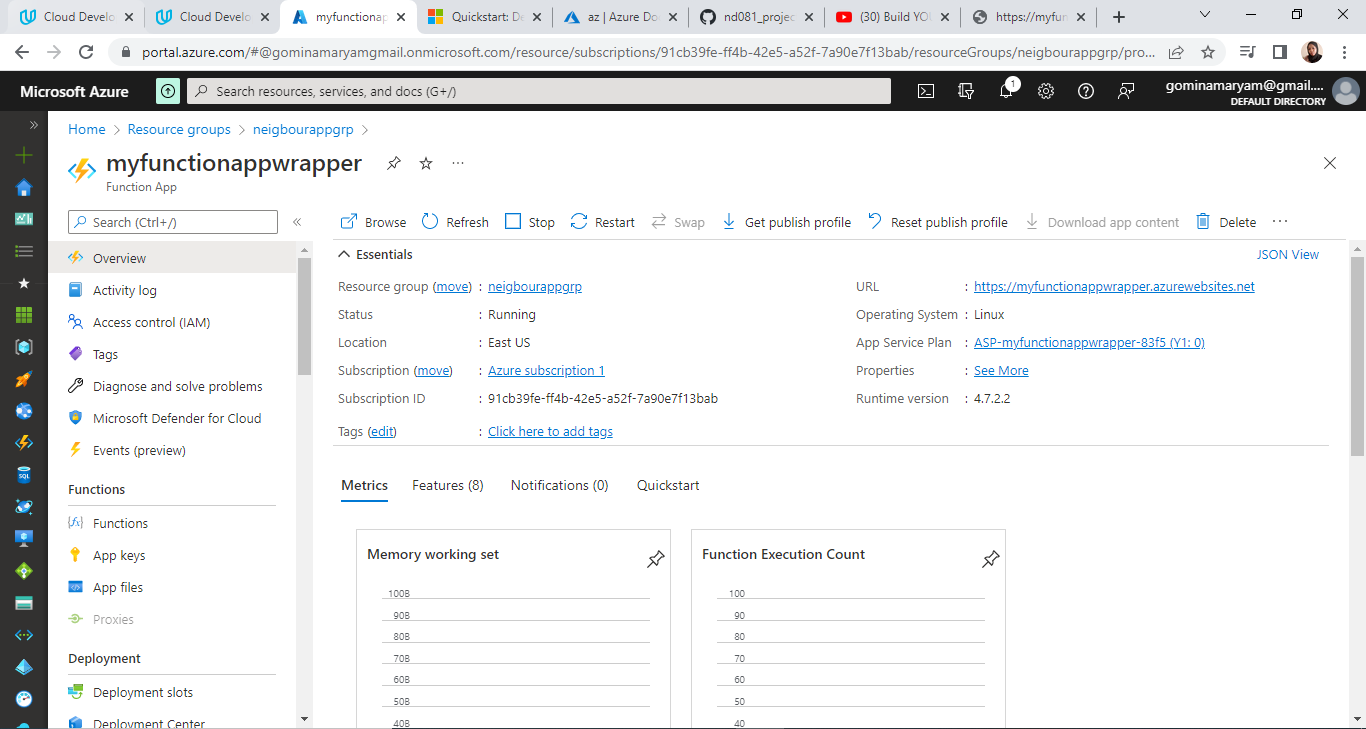 Cloud Develo
Cloud Develo
myfunctionap
Quickstart: De
az | Azure Do
nd081_projec
(30) Build YO
https://myfun
portal.azure.com/#@gominamaryamgmail.onmicrosoft.com/resource/subscriptions/91cb39fe-ff4b-42e5-a52f-7a90e7f13bab/resourceGroups/neigbourappgrp/pro...
Microsoft Azure
Search resources, services, and docs (G+/)
1
gominamaryam@gmail....
DEFAULT DIRECTORY
Home > Resource groups > neigbourappgrp >
myfunctionappwrapper
Function App
Search (Ctrl+/)
Overview
Activity log
Access control (IAM)
Tags
Diagnose and solve problems
Microsoft Defender for Cloud
Events (preview)
Functions
Functions
App keys
App files
Proxies
Deployment
Deployment slots
Deployment Center
Browse Refresh Stop Restart Swap Get publish profile Reset publish profile Download app content Delete ...
Essentials
JSON View
Resource group (move) : neigbourappgrp
Status : Running
Location : East US
Subscription (move) : Azure subscription 1
Subscription ID : 91cb39fe-ff4b-42e5-a52f-7a90e7f13bab
Tags (edit) : Click here to add tags
URL : https://myfunctionappwrapper.azurewebsites.net
Operating System : Linux
App Service Plan : ASP-myfunctionappwrapper-83f5 (Y1: 0)
Properties : See More
Runtime version : 4.7.2.2
Metrics Features (8) Notifications (0) Quickstart
Memory working set
100B
90B
80B
70B
60B
50B
40B
Function Execution Count
100
90
80
70
60
50
40